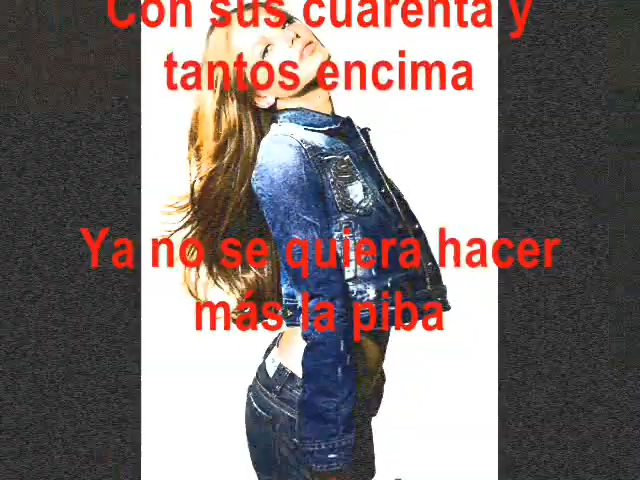 Con sus cuarenta y
tantos encima
Ya no se quiera hacer
más la piba